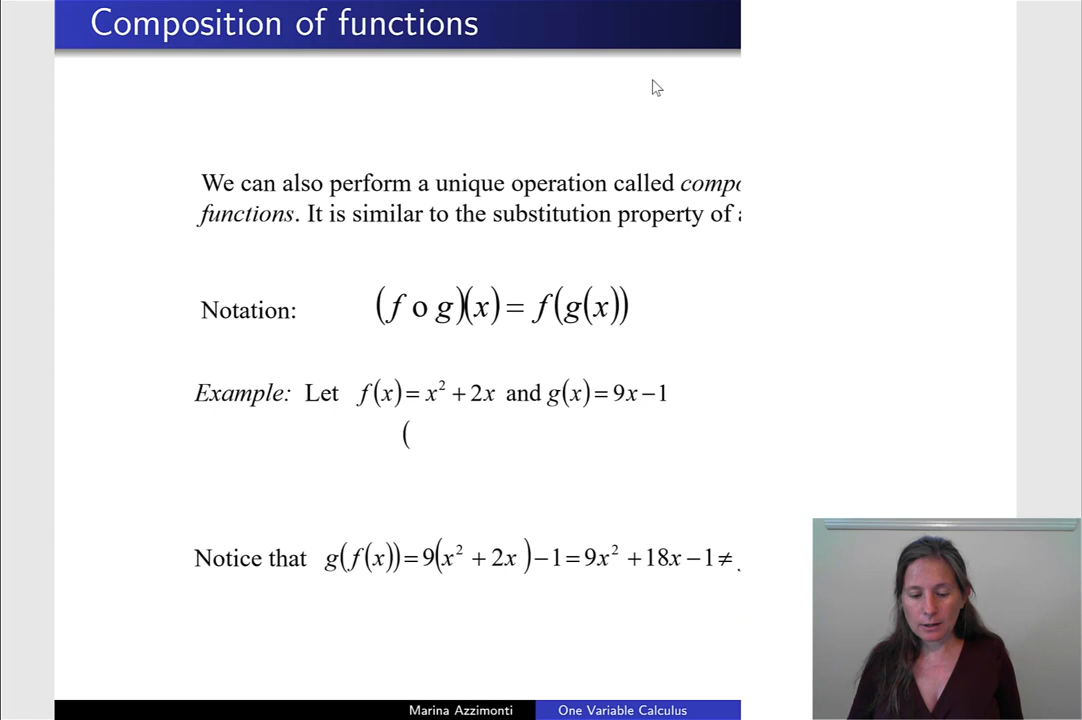 Composition of functions
We can also perform a unique operation called
functions. It is similar to the substitution property of
Notation: (f o g)(x) = f(g(x))
Example: Let f(x) = x² + 2x and g(x) = 9x − 1
(
Notice that g(f(x)) = 9(x² + 2x ) − 1 = 9x² + 18x − 1 ≠
Marina Azzimonti One Variable Calculus